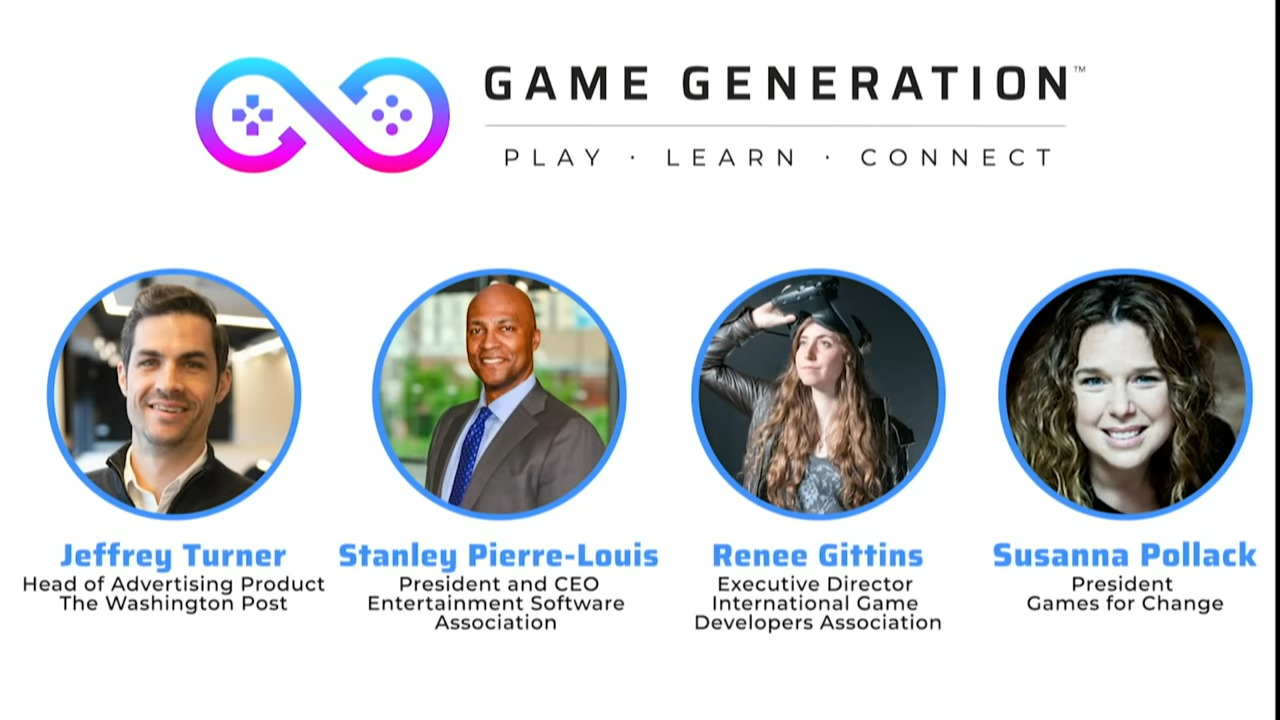 GAME GENERATION™
PLAY · LEARN · CONNECT
Jeffrey Turner
Head of Advertising Product
The Washington Post
Stanley Pierre-Louis
President and CEO
Entertainment Software
Association
Renee Gittins
Executive Director
International Game
Developers Association
Susanna Pollack
President
Games for Change